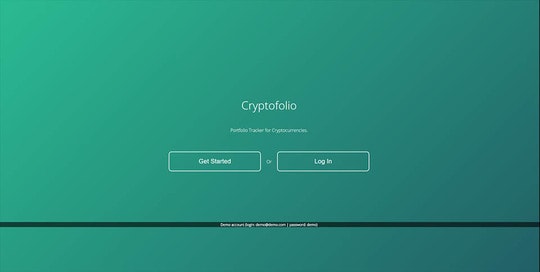 Cryptofolio
Portfolio Tracker for Cryptocurrencies.
Get Started
Or
Log In
Demo account (login: demo@demo.com | password: demo)